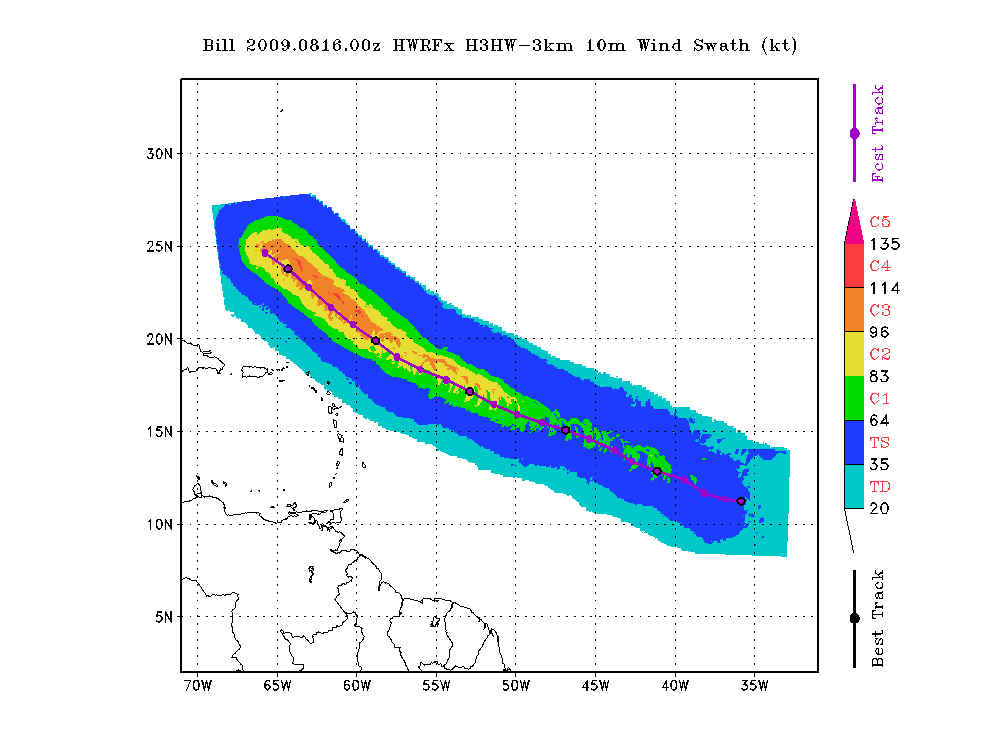 Bill 2009.0816.00z HWRFx H3HW-3km 10m Wind Swath (kt)
Fcst Track
30N
C5
135
25N
C4
114
C3
20N
96
C2
83
C1
15N
64
TS
35
TD
10N
20
Best Track
5N
70W 65W 60W 55W 50W 45W 40W 35W